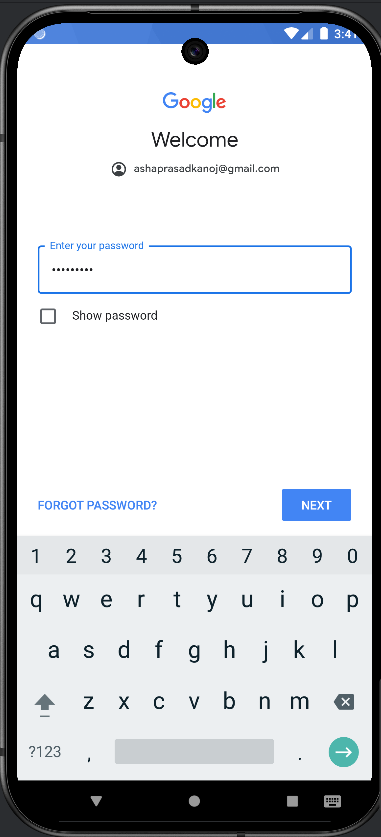 3:41
Google
Welcome
ashaprasadkanoj@gmail.com
Enter your password
•••••••••
Show password
FORGOT PASSWORD?
NEXT
1 2 3 4 5 6 7 8 9 0
q w e r t y u i o p
a s d f g h j k l
z x c v b n m
?123 , .